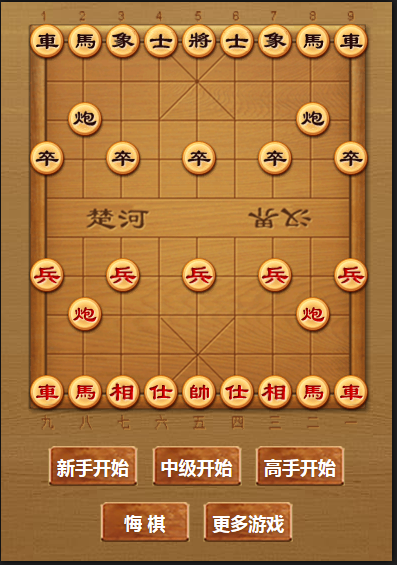 1 2 3 4 5 6 7 8 9
車 馬 象 士 將 士 象 馬 車
炮 炮
卒 卒 卒 卒 卒
楚河 漢界
兵 兵 兵 兵 兵
炮 炮
車 馬 相 仕 帥 仕 相 馬 車
九 八 七 六 五 四 三 二 一
新手开始 中级开始 高手开始
悔 棋 更多游戏